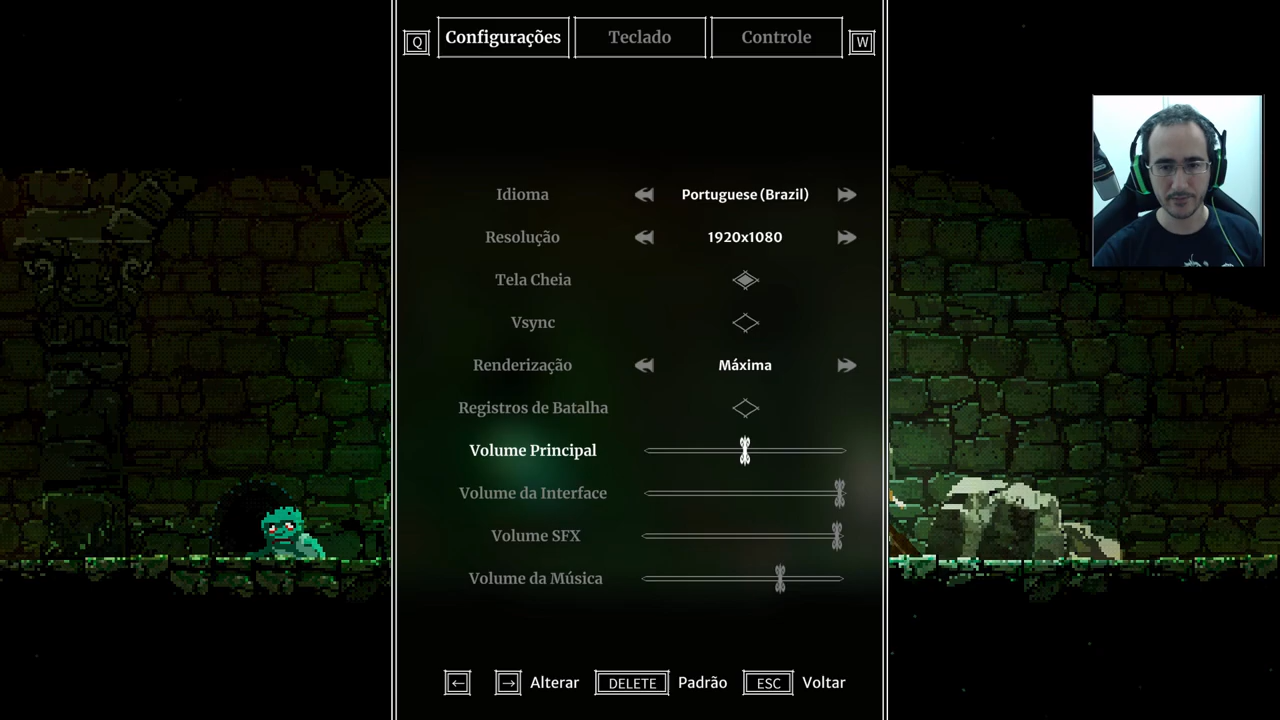 Q Configurações Teclado Controle W
Idioma Portuguese (Brazil)
Resolução 1920x1080
Tela Cheia
Vsync
Renderização Máxima
Registros de Batalha
Volume Principal
Volume da Interface
Volume SFX
Volume da Música
← → Alterar DELETE Padrão ESC Voltar